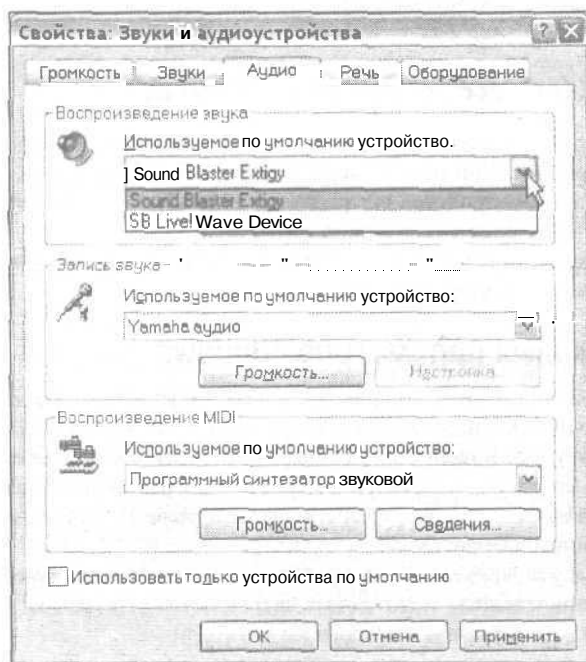 Свойства: Звуки и аудиоустройства
Громкость Звуки Аудио Речь Оборудование
Воспроизведение звука
Используемое по умолчанию устройство.
] Sound Blaster Extigy
Sound Blaster Extigy
SB Live! Wave Device
Запись звука
Используемое по умолчанию устройство:
Yamaha аудио
Громкость... Настройка
Воспроизведение MIDI
Используемое по умолчанию устройство:
Программный синтезатор звуковой
Громкость... Сведения...
Использовать только устройства по умолчанию
OK Отмена Применить